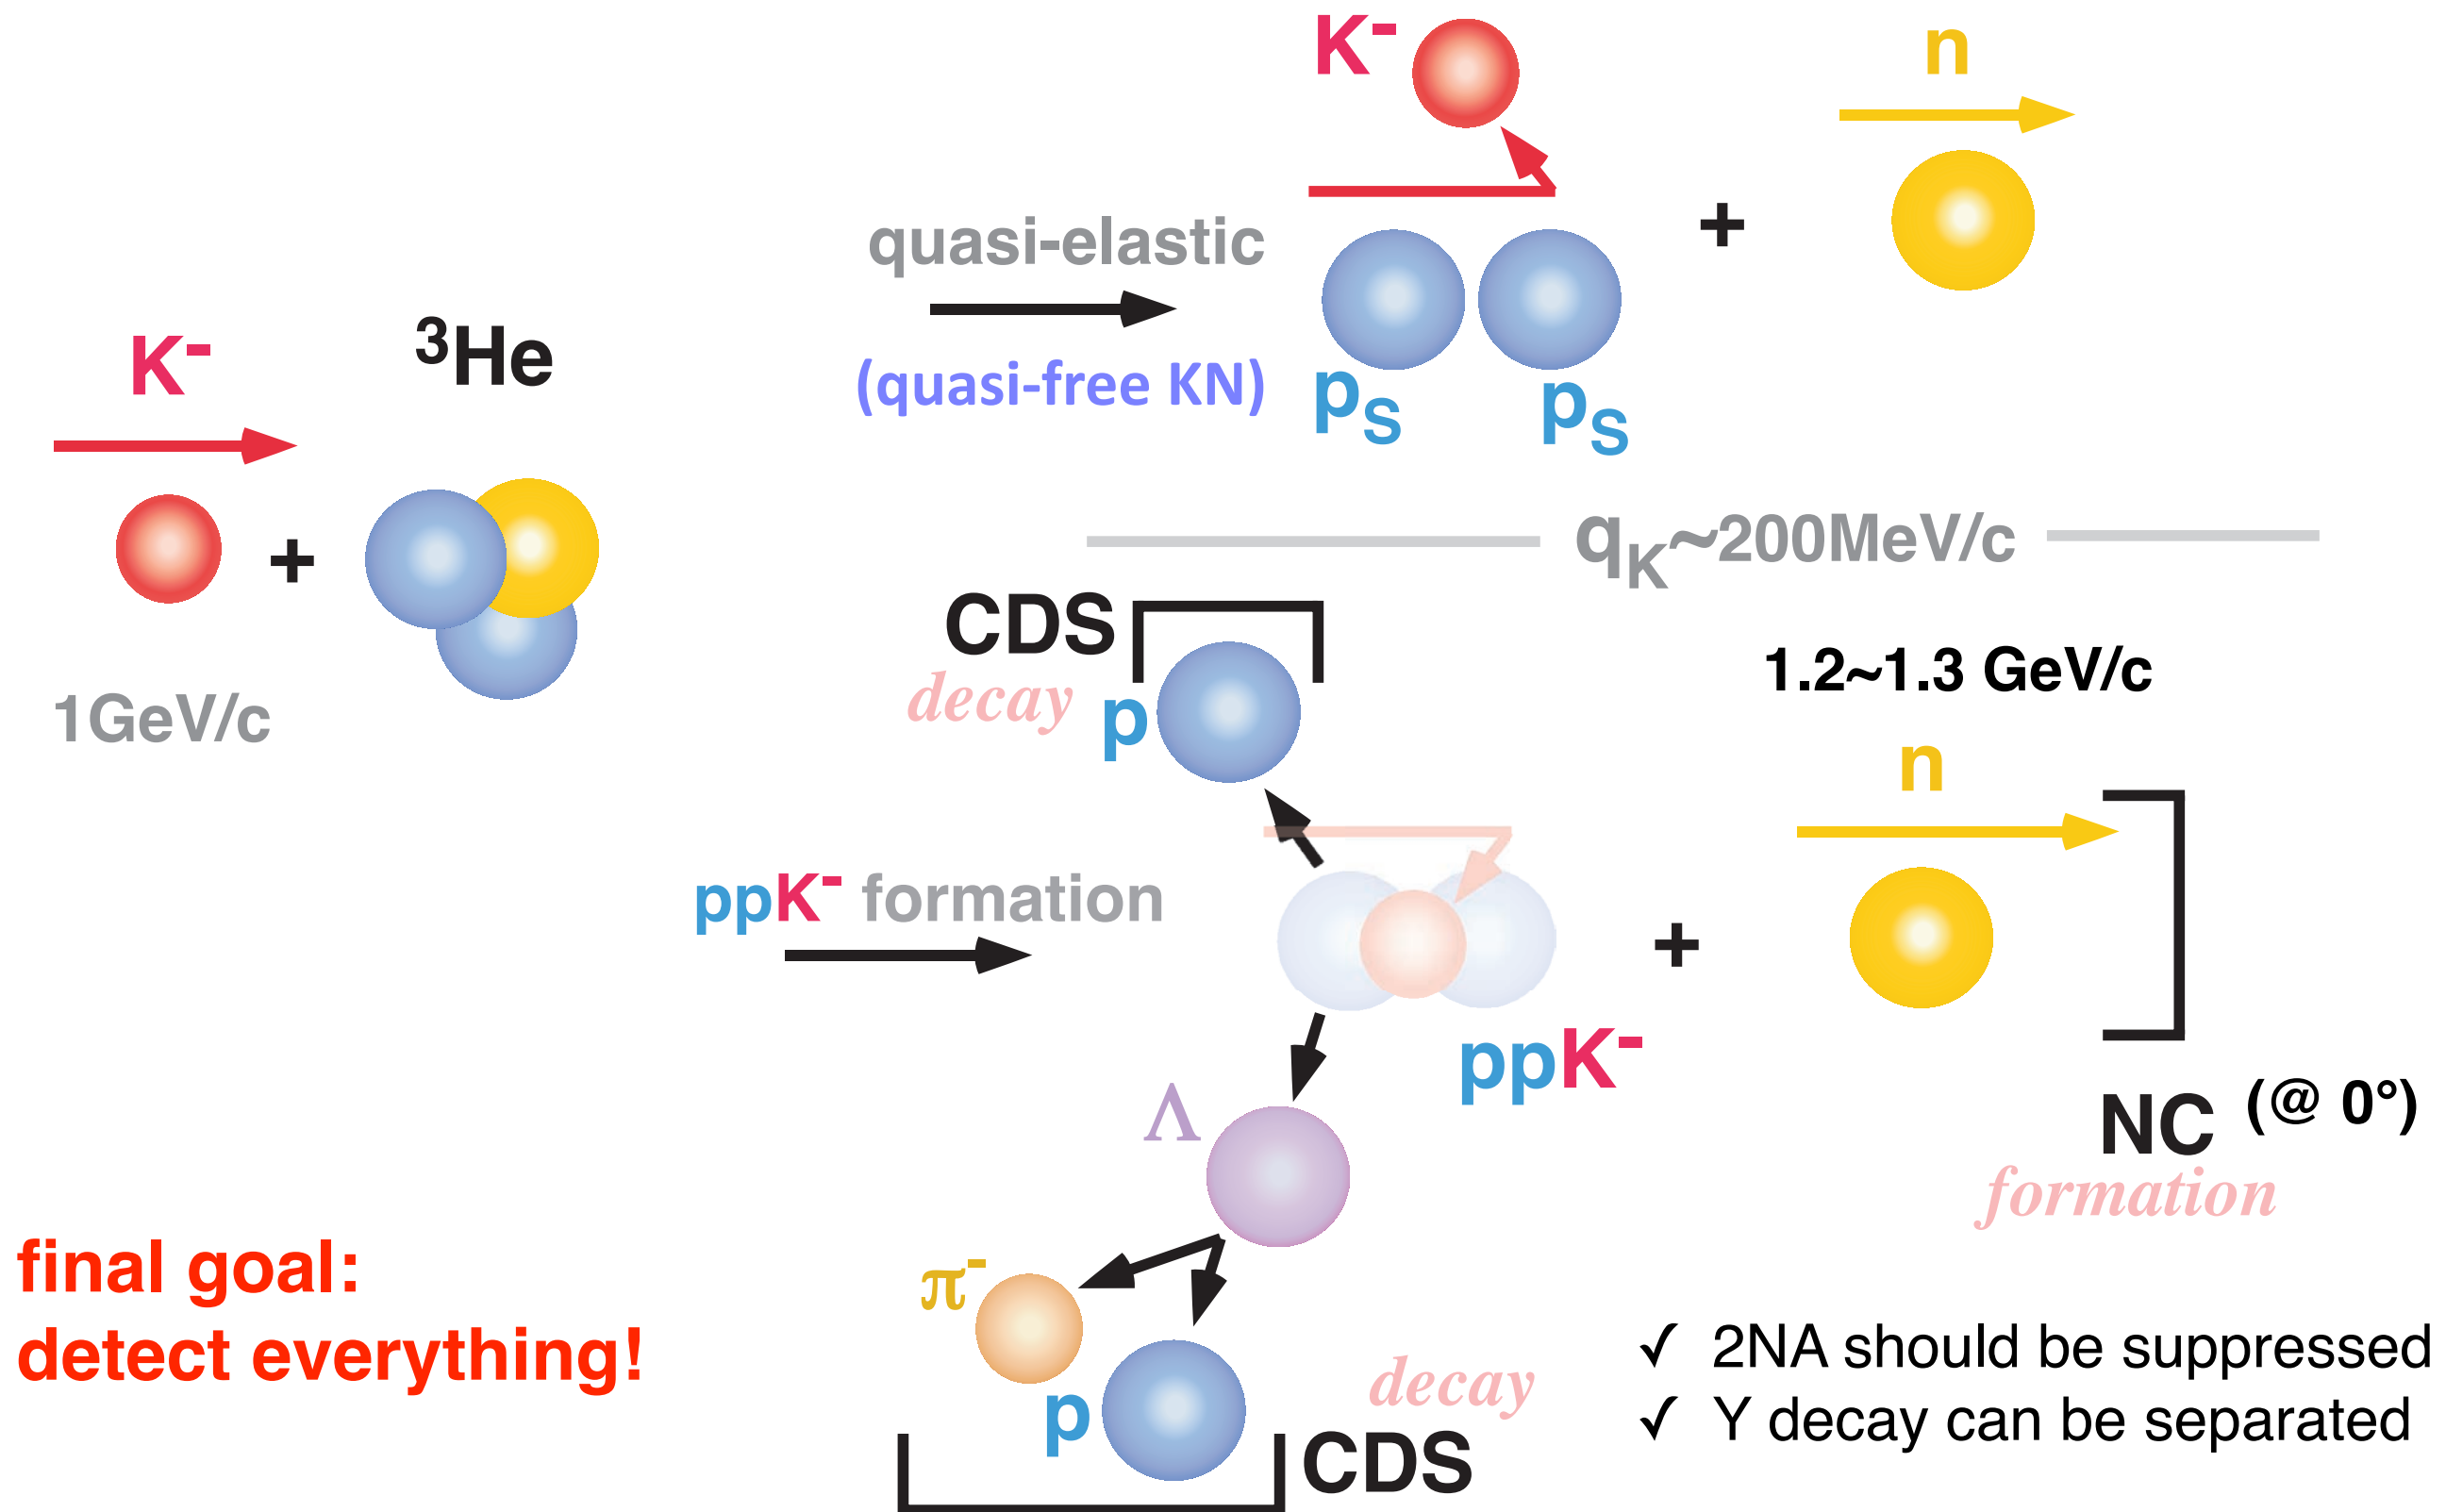 K⁻
n
quasi-elastic
(quasi-free KN)
K⁻
³He
+
+
1GeV/c
pS
pS
qK~200MeV/c
CDS
decay
p
1.2~1.3 GeV/c
n
ppK⁻ formation
+
ppK⁻
NC (@ 0°)
formation
Λ
π⁻
p
decay
CDS
final goal:
detect everything!
✓ 2NA should be suppressed
✓ Y decay can be separated